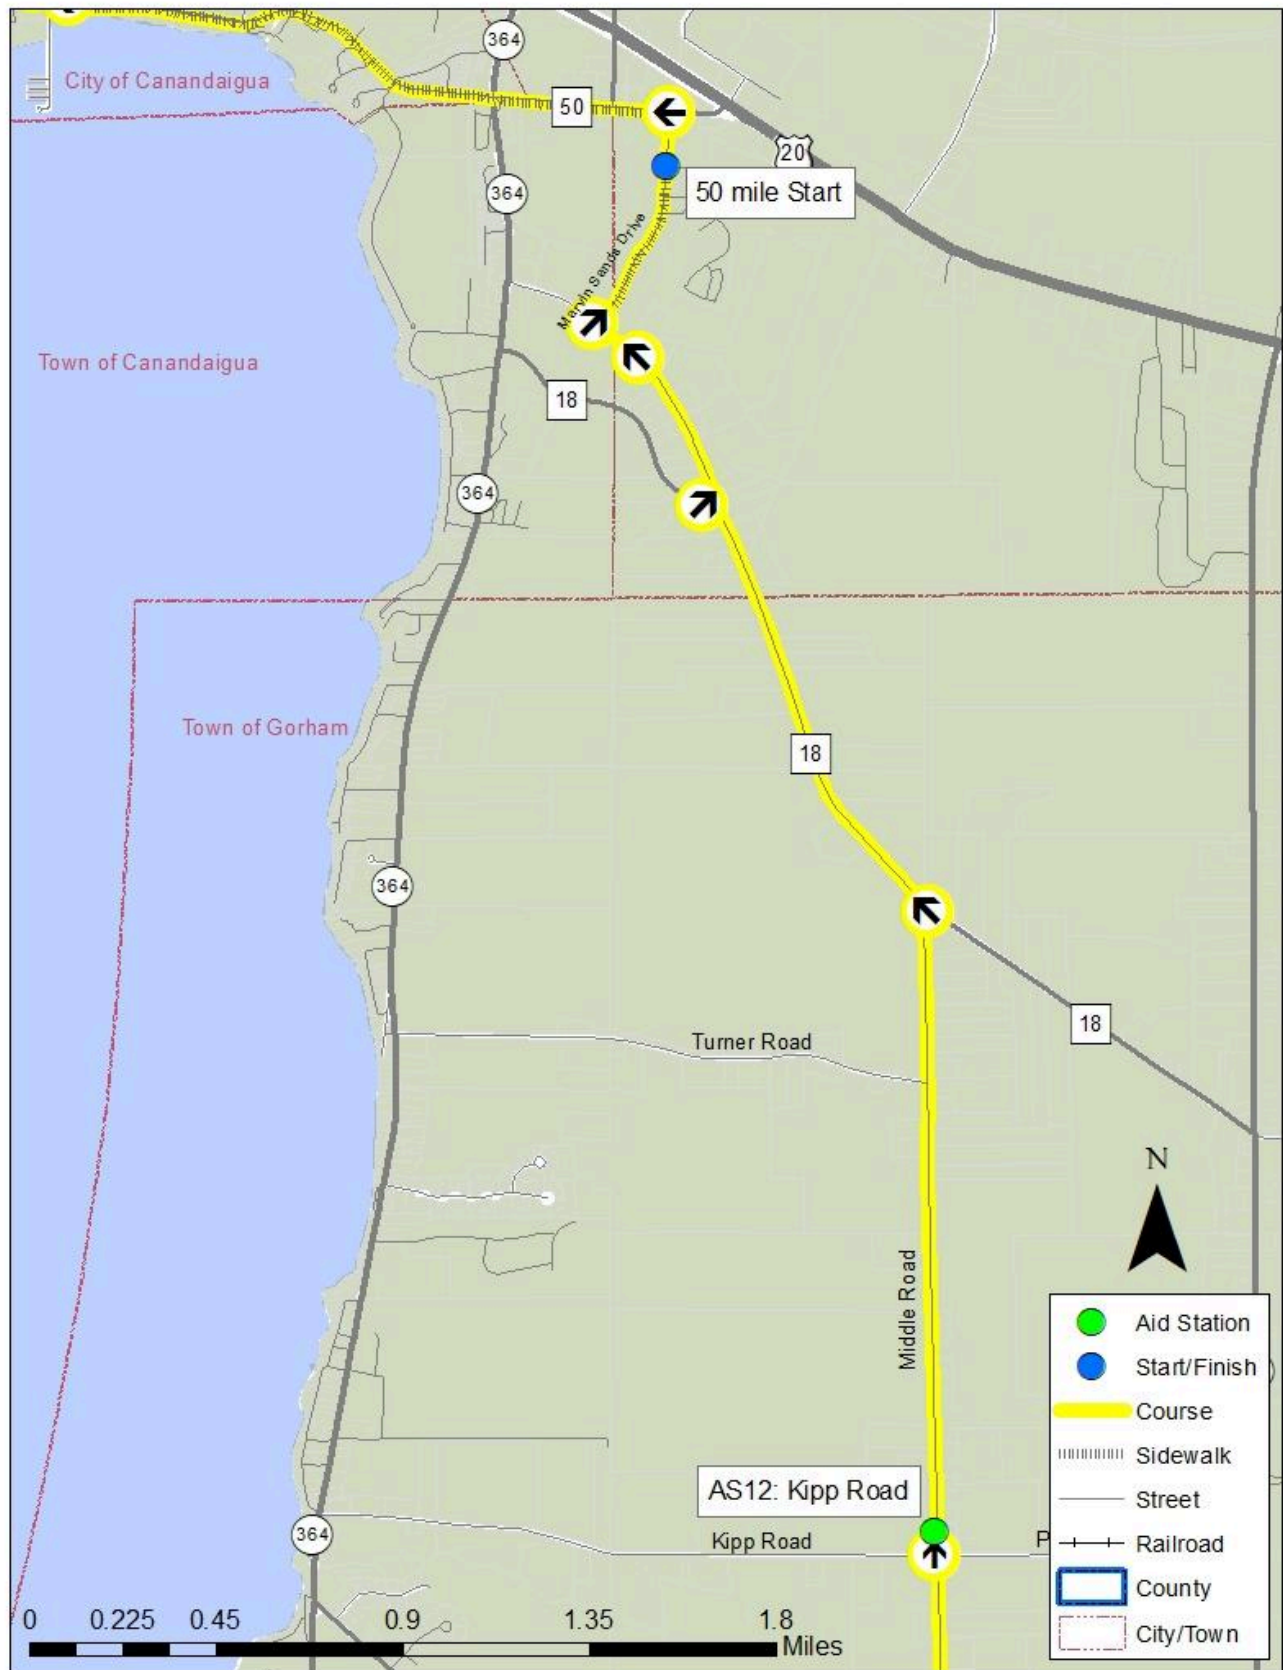 364
City of Canandaigua
50
20
50 mile Start
364
Marvin Sands Drive
Town of Canandaigua
18
364
Town of Gorham
18
364
18
Turner Road
N
Middle Road
Aid Station
Start/Finish
Course
Sidewalk
Street
Railroad
County
City/Town
AS12: Kipp Road
364
Kipp Road
P
0 0.225 0.45 0.9 1.35 1.8
Miles